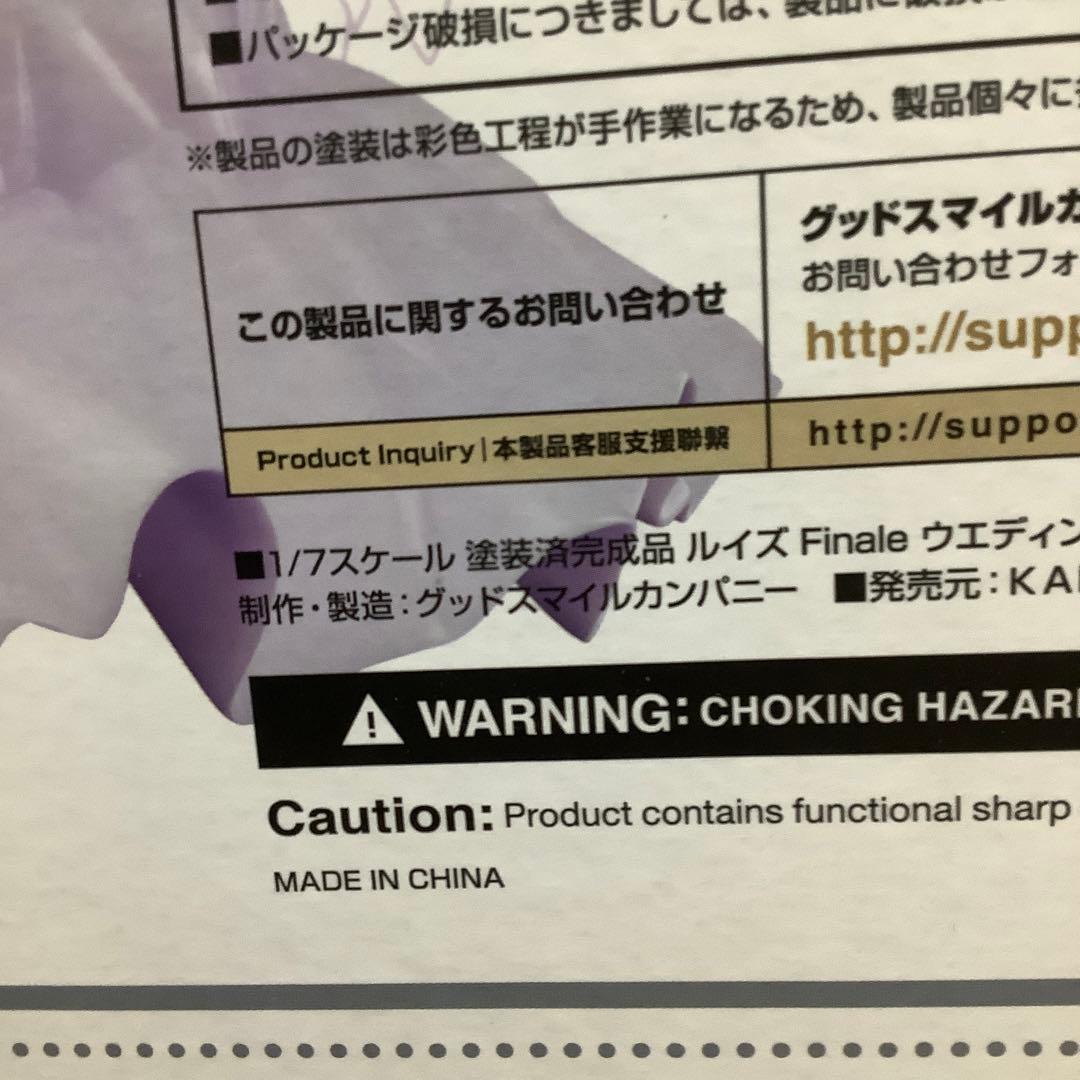 ■パッケージ破損につきましては、製品に破損
※製品の塗装は彩色工程が手作業になるため、製品個々に
この製品に関するお問い合わせ
グッドスマイルカ
お問い合わせフォ
http://supp
Product Inquiry|本製品客服支援聯繫
http://suppo
■1/7スケール 塗装済完成品 ルイズ Finale ウエディン
制作・製造：グッドスマイルカンパニー ■発売元：KA
WARNING: CHOKING HAZAR
Caution: Product contains functional sharp
MADE IN CHINA